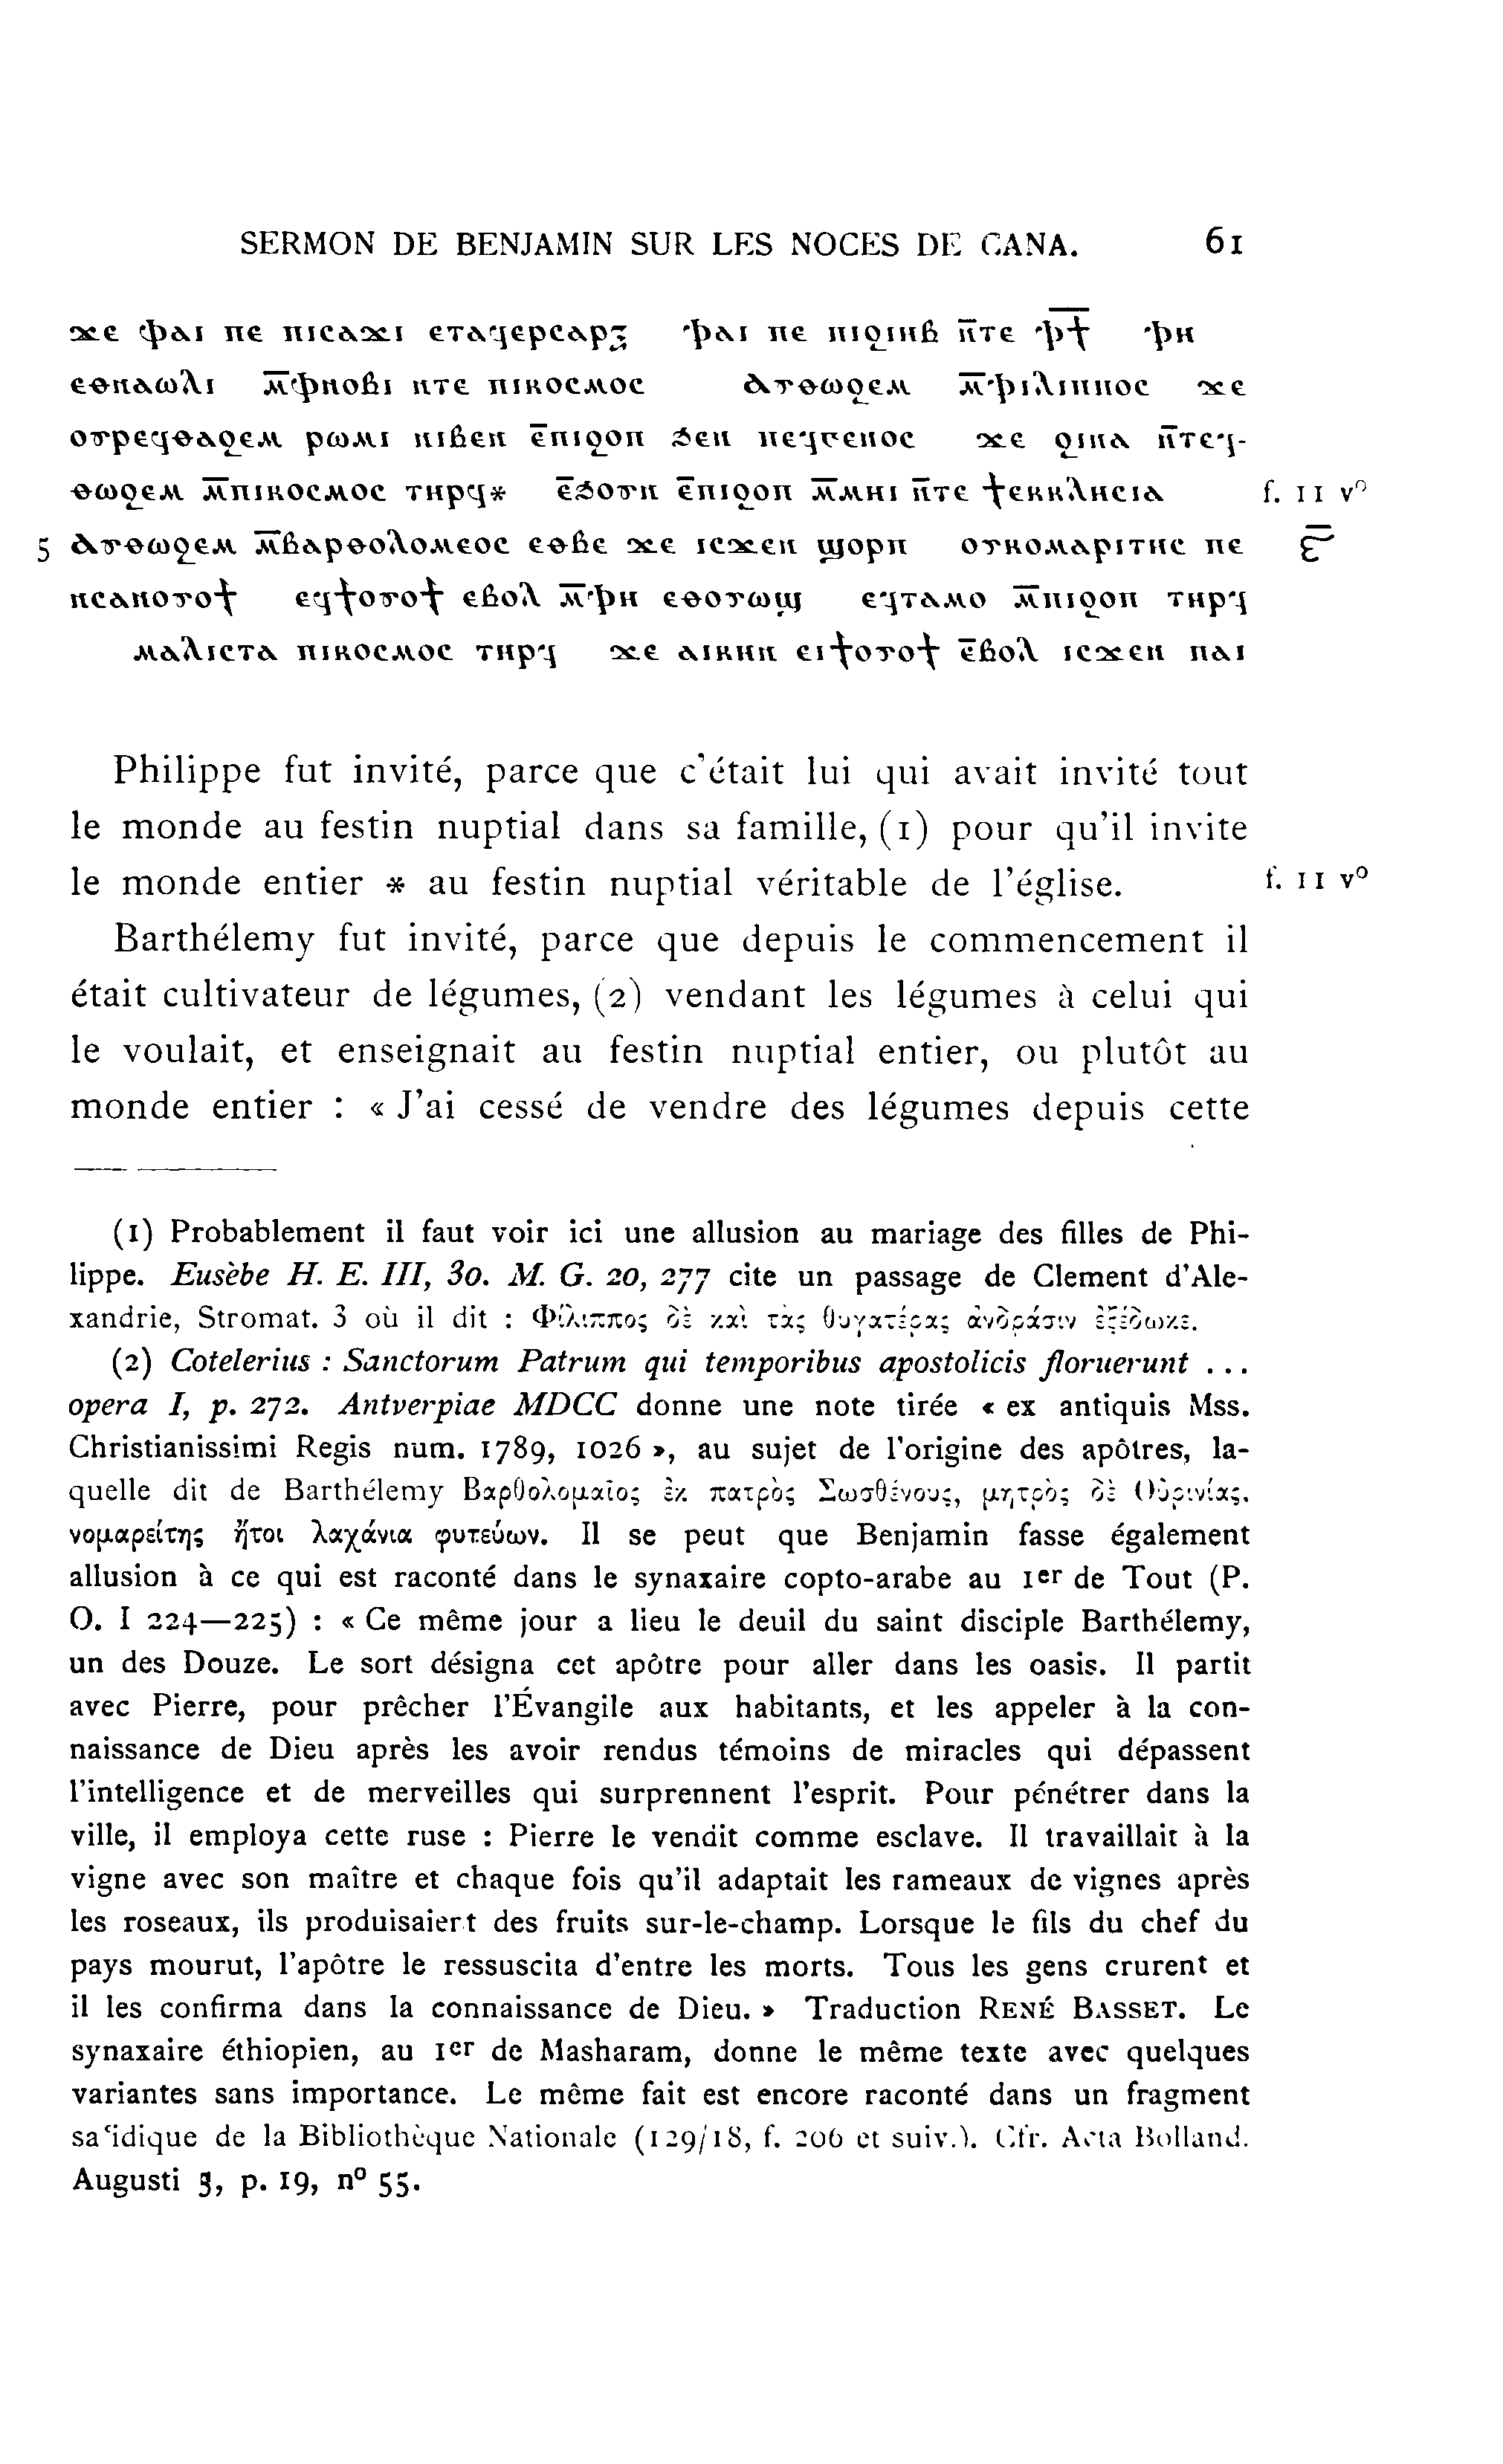 SERMON DE BENJAMIN SUR LES NOCES DE CANA. 61
ϫⲉ ⲫⲁⲓ ⲡⲉ ⲡⲓⲥⲁϫⲓ ⲉⲧⲁϥⲉⲣⲥⲁⲣⲝ ⲫⲁⲓ ⲡⲉ ⲡⲓϩⲓⲏⲃ ⲛ̄ⲧⲉ ⲫ̅ϯ̅ ⲫⲏ
ⲉⲑⲛⲁⲱⲗⲓ ⲙ̄ⲫⲛⲟⲃⲓ ⲛⲧⲉ ⲡⲓⲕⲟⲥⲙⲟⲥ ⲁⲩⲑⲱϩⲉⲙ ⲙ̄ⲫⲓⲗⲓⲡⲡⲟⲥ ϫⲉ
ⲟⲩⲣⲉϥⲑⲁϩⲉⲙ ⲣⲱⲙⲓ ⲛⲓⲃⲉⲛ ⲉ̄ⲡⲓϩⲟⲡ ϧⲉⲛ ⲡⲉϥⲅⲉⲛⲟⲥ ϫⲉ ϩⲓⲛⲁ ⲛ̄ⲧⲉϥ-
ⲑⲱϩⲉⲙ ⲙ̄ⲡⲓⲕⲟⲥⲙⲟⲥ ⲧⲏⲣϥ* ⲉ̄ϧⲟⲩⲛ ⲉ̄ⲡⲓϩⲟⲡ ⲙ̄ⲙⲏⲓ ⲛ̄ⲧⲉ ϯⲉⲕⲕⲗⲏⲥⲓⲁ f. 11 vº
5 ⲁⲩⲑⲱϩⲉⲙ ⲙ̄ⲃⲁⲣⲑⲟⲗⲟⲙⲉⲟⲥ ⲉⲑⲃⲉ ϫⲉ ⲓⲥϫⲉⲛ ϣⲟⲣⲡ ⲟⲩⲕⲟⲙⲁⲣⲓⲧⲏⲥ ⲡⲉ
ⲛⲥⲁⲛⲟⲩⲟϯ ⲉϥϯⲟⲩⲟϯ ⲉⲃⲟⲗ ⲙ̄ⲫⲏ ⲉⲑⲟⲩⲱϣ ⲉϥⲧⲁⲙⲟ ⲙ̄ⲡⲓϩⲟⲡ ⲧⲏⲣϥ
ⲙⲁⲗⲓⲥⲧⲁ ⲡⲓⲕⲟⲥⲙⲟⲥ ⲧⲏⲣϥ ϫⲉ ⲁⲓⲕⲏⲛ ⲉⲓϯⲟⲩⲟϯ ⲉ̄ⲃⲟⲗ ⲓⲥϫⲉⲛ ⲡⲁⲓ
Philippe fut invité, parce que c'était lui qui avait invité tout
le monde au festin nuptial dans sa famille, (1) pour qu'il invite
le monde entier * au festin nuptial véritable de l'église. f. 11 vº
Barthélemy fut invité, parce que depuis le commencement il
était cultivateur de légumes, (2) vendant les légumes à celui qui
le voulait, et enseignait au festin nuptial entier, ou plutôt au
monde entier : « J'ai cessé de vendre des légumes depuis cette
(1) Probablement il faut voir ici une allusion au mariage des filles de Phi-
lippe. Eusèbe H. E. III, 30. M. G. 20, 277 cite un passage de Clement d'Ale-
xandrie, Stromat. 3 où il dit : Φίλιππος δὲ καὶ τὰς θυγατέρας ἀνδράσιν ἐξέδωκε.
(2) Cotelerius : Sanctorum Patrum qui temporibus apostolicis floruerunt ...
opera I, p. 272. Antverpiae MDCC donne une note tirée « ex antiquis Mss.
Christianissimi Regis num. 1789, 1026 », au sujet de l'origine des apôtres, la-
quelle dit de Barthélemy Βαρθολομαῖος ἐκ πατρὸς Σωσθένους, μητρὸς δὲ Οὐρινίας,
νομαρείτης ἤτοι λαχάνια φυτεύων. Il se peut que Benjamin fasse également
allusion à ce qui est raconté dans le synaxaire copto-arabe au 1er de Tout (P.
O. I 224—225) : « Ce même jour a lieu le deuil du saint disciple Barthélemy,
un des Douze. Le sort désigna cet apôtre pour aller dans les oasis. Il partit
avec Pierre, pour prêcher l'Évangile aux habitants, et les appeler à la con-
naissance de Dieu après les avoir rendus témoins de miracles qui dépassent
l'intelligence et de merveilles qui surprennent l'esprit. Pour pénétrer dans la
ville, il employa cette ruse : Pierre le vendit comme esclave. Il travaillait à la
vigne avec son maître et chaque fois qu'il adaptait les rameaux de vignes après
les roseaux, ils produisaient des fruits sur-le-champ. Lorsque le fils du chef du
pays mourut, l'apôtre le ressuscita d'entre les morts. Tous les gens crurent et
il les confirma dans la connaissance de Dieu. » Traduction RENÉ BASSET. Le
synaxaire éthiopien, au 1er de Masharam, donne le même texte avec quelques
variantes sans importance. Le même fait est encore raconté dans un fragment
saʿidique de la Bibliothèque Nationale (129/18, f. 206 et suiv.). Cfr. Acta Bolland.
Augusti 3, p. 19, nº 55.